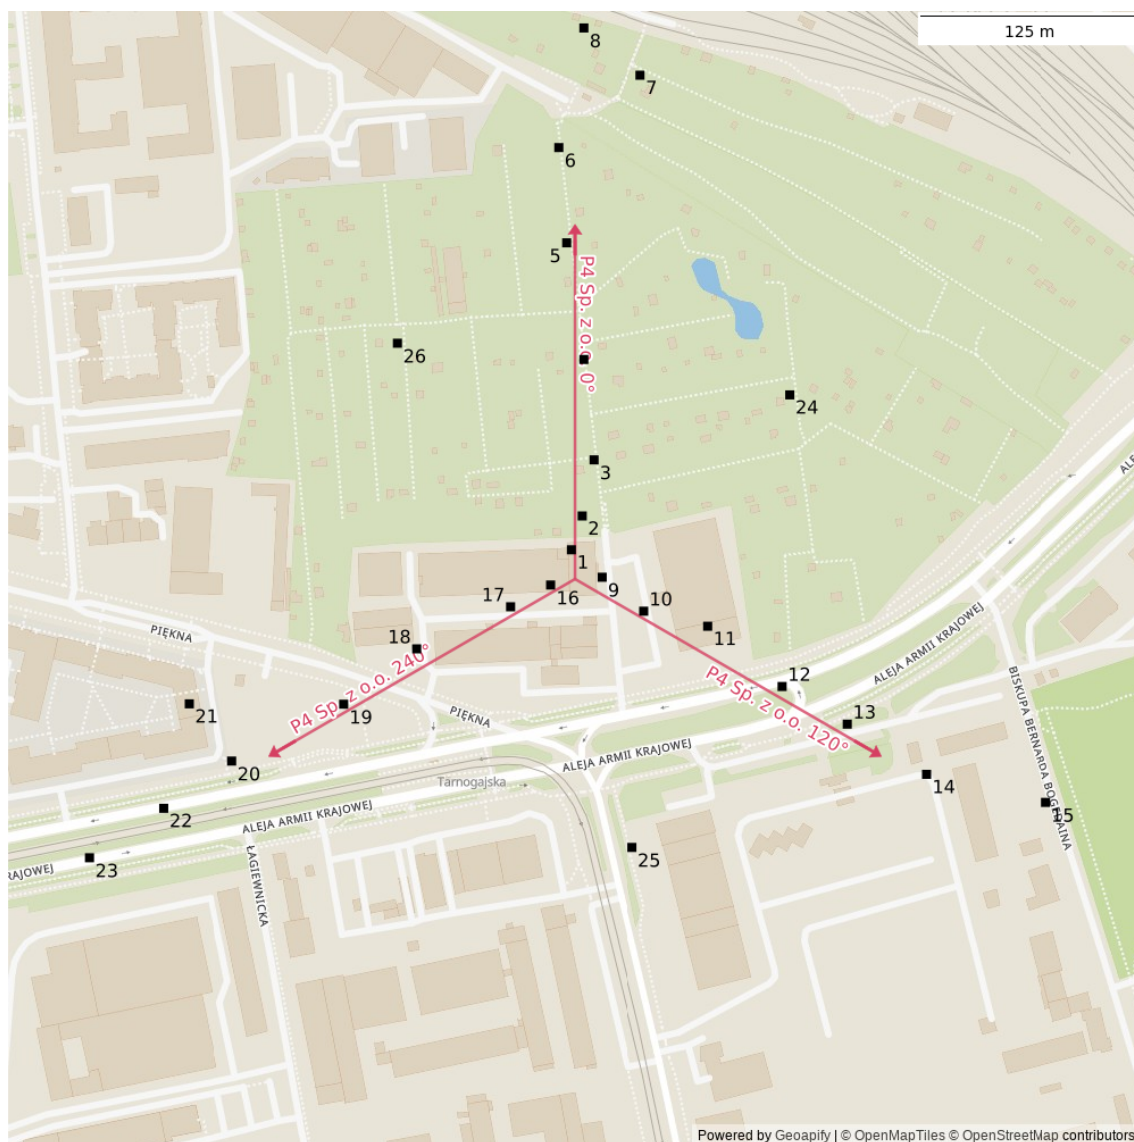 125 m
8
7
6
5
P4 Sp. z o.o. 0°
26
24
3
2
1
9
16
17
10
11
18
PIĘKNA
P4 Sp. z o.o. 240°
12
ALEJA ARMII KRAJOWEJ
BISKUPA BERNARDA BOGEDAINA
P4 Sp. z o.o. 120°
21
19
PIĘKNA
13
ALEJA ARMII KRAJOWEJ
20
Tarnogajska
14
22
ALEJA ARMII KRAJOWEJ
15
23
RAJOWEJ
ŁAGIEWNICKA
25
ALE
Powered by Geoapify | © OpenMapTiles © OpenStreetMap contributors